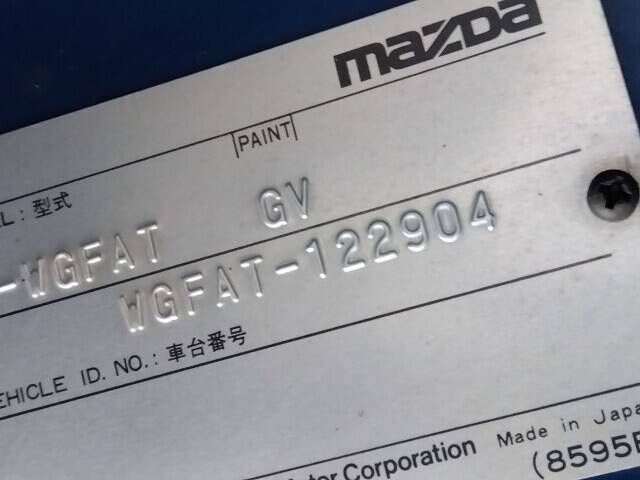 mazda
PAINT
EL : 型式
-WGFAT GV
WGFAT-122904
EHICLE ID. NO. : 車台番号
tor Corporation Made in Japa
(8595